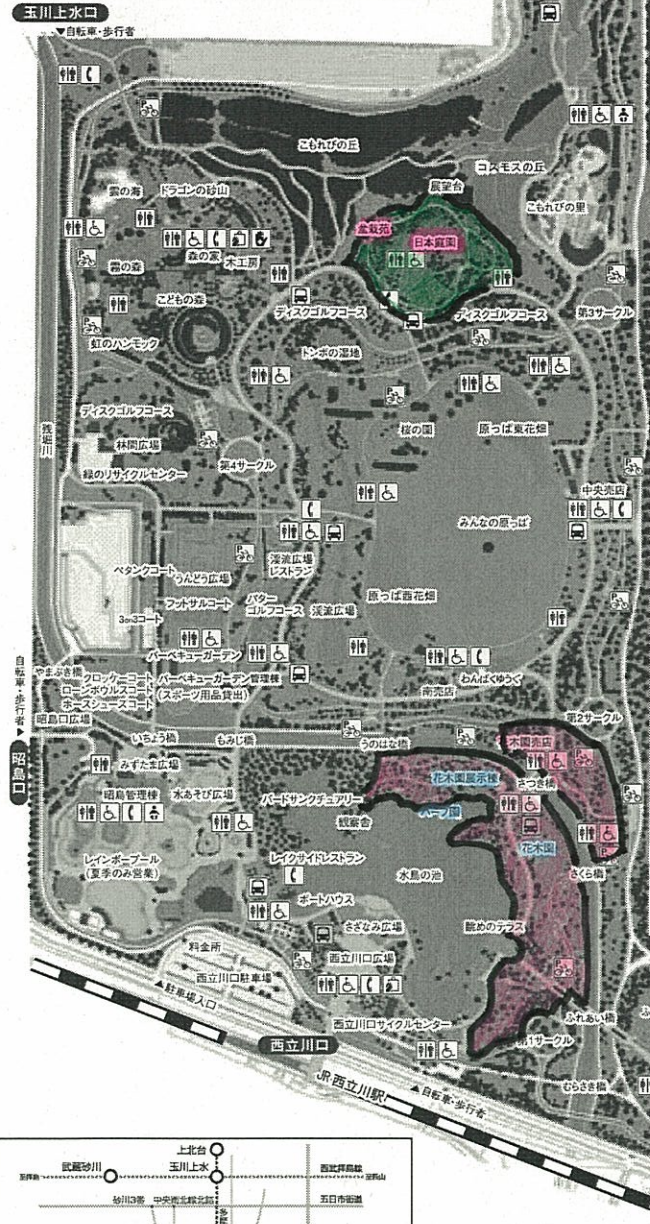 玉川上水口
▼自転車・歩行者
こもれびの丘
コスモスの丘
展望台
こもれびの里
雲の海
ドラゴンの砂山
盆栽苑
日本庭園
森の家
木工房
霧の森
こどもの森
ディスクゴルフコース
ディスクゴルフコース
第3サークル
虹のハンモック
トンボの湿地
ディスクゴルフコース
桜の園
原っぱ東花畑
残堀川
林間広場
第4サークル
緑のリサイクルセンター
中央売店
みんなの原っぱ
渓流広場
レストラン
ペタンクコート
うんどう広場
フットサルコート
パター
ゴルフコース
渓流広場
原っぱ西花畑
3on3コート
バーベキューガーデン
自転車・歩行者▶
やまぶき橋
クロッケーコート
ローンボウルスコート
ホースシューズコート
バーベキューガーデン管理棟
(スポーツ用品貸出)
わんぱくゆうぐ
南売店
昭島口広場
第2サークル
昭島口
いちょう橋
もみじ橋
うのはな橋
木園売店
みずたま広場
花木園展示棟
さつき橋
昭島管理棟
水あそび広場
バードサンクチュアリー
ハーブ園
観察舎
花木園
レインボープール
(夏季のみ営業)
レイクサイドレストラン
水鳥の池
さくら橋
ボートハウス
眺めのテラス
さざなみ広場
料金所
西立川口広場
西立川口駐車場
▲駐車場入口
西立川口サイクルセンター
ふれあい橋
第1サークル
西立川口
JR西立川駅
▲自転車・歩行者
むらさき橋
上北台
武蔵砂川
玉川上水
西武拝島線
至拝島
砂川3番
五日市街道